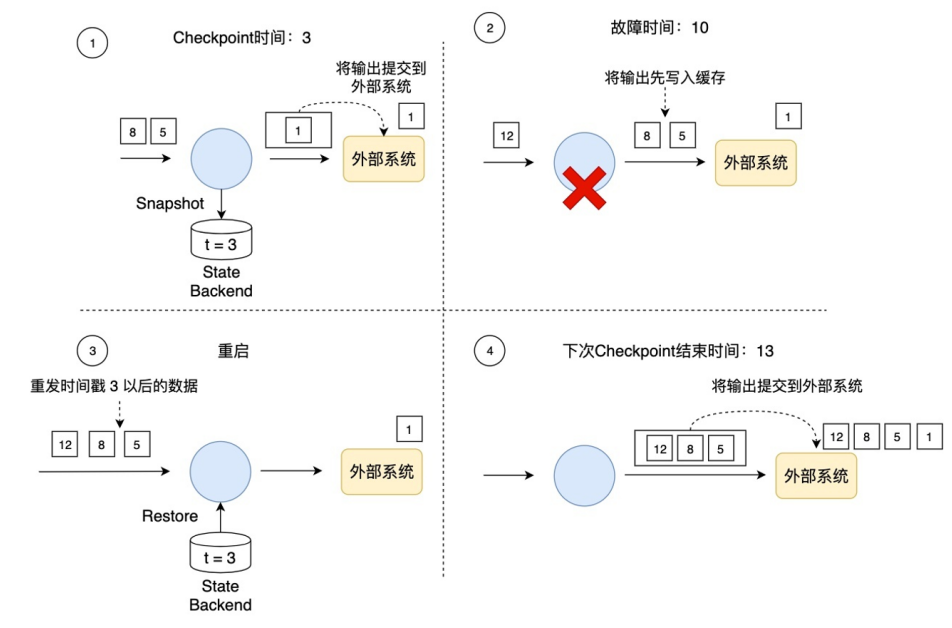 1
Checkpoint时间：3
将输出提交到
外部系统
8 5
1
1
外部系统
Snapshot
t = 3
State
Backend
2
故障时间：10
将输出先写入缓存
12
8 5
1
外部系统
3
重启
重发时间戳 3 以后的数据
12 8 5
1
外部系统
Restore
t = 3
State
Backend
4
下次Checkpoint结束时间：13
将输出提交到外部系统
12 8 5
12 8 5 1
外部系统